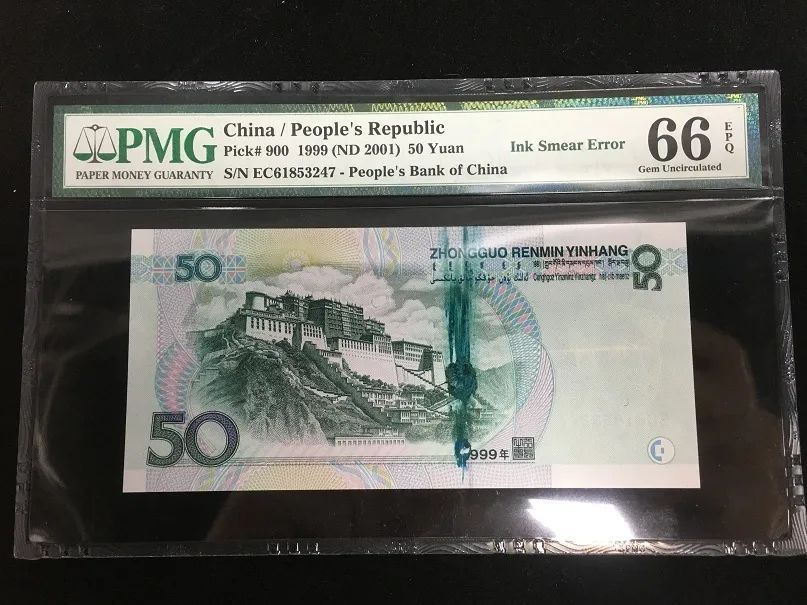 PMG
PAPER MONEY GUARANTY
China / People's Republic
Pick# 900 1999 (ND 2001) 50 Yuan
S/N EC61853247 - People's Bank of China
Ink Smear Error
66
EPQ
Gem Uncirculated
ZHONGGUO RENMIN YINHANG
50
50
50
999年